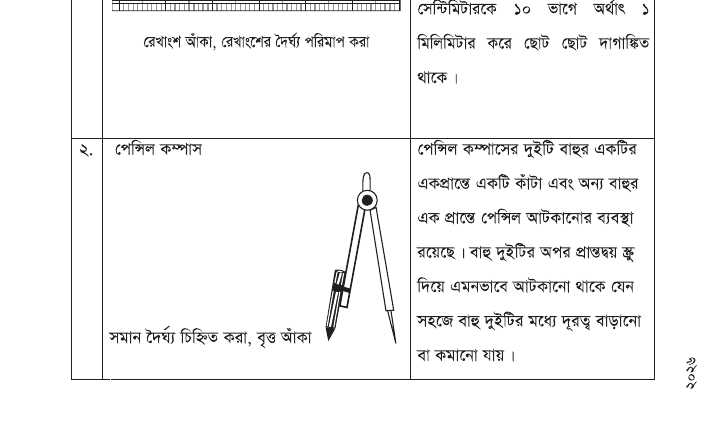 সেন্টিমিটারকে ১০ ভাগে অর্থাৎ ১
মিলিমিটার করে ছোট ছোট দাগাঙ্কিত
থাকে।
রেখাংশ আঁকা, রেখাংশের দৈর্ঘ্য পরিমাপ করা
২. পেন্সিল কম্পাস
সমান দৈর্ঘ্য চিহ্নিত করা, বৃত্ত আঁকা
পেন্সিল কম্পাসের দুইটি বাহুর একটির
একপ্রান্তে একটি কাঁটা এবং অন্য বাহুর
এক প্রান্তে পেন্সিল আটকানোর ব্যবস্থা
রয়েছে। বাহু দুইটির অপর প্রান্তদ্বয় স্ক্রু
দিয়ে এমনভাবে আটকানো থাকে যেন
সহজে বাহু দুইটির মধ্যে দূরত্ব বাড়ানো
বা কমানো যায়।
২০২৬